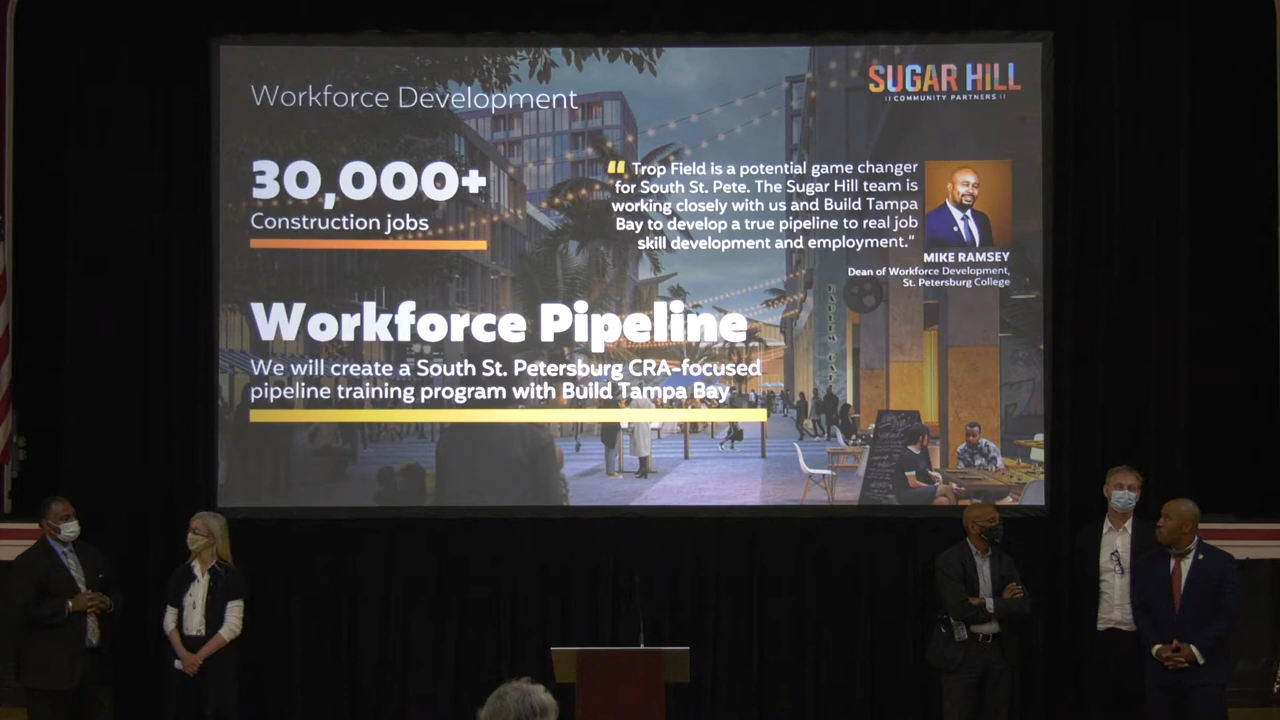 Workforce Development
SUGAR HILL
COMMUNITY PARTNERS
30,000+
Construction jobs
" Trop Field is a potential game changer
for South St. Pete. The Sugar Hill team is
working closely with us and Build Tampa
Bay to develop a true pipeline to real job
skill development and employment."
MIKE RAMSEY
Dean of Workforce Development,
St. Petersburg College
Workforce Pipeline
We will create a South St. Petersburg CRA-focused
pipeline training program with Build Tampa Bay